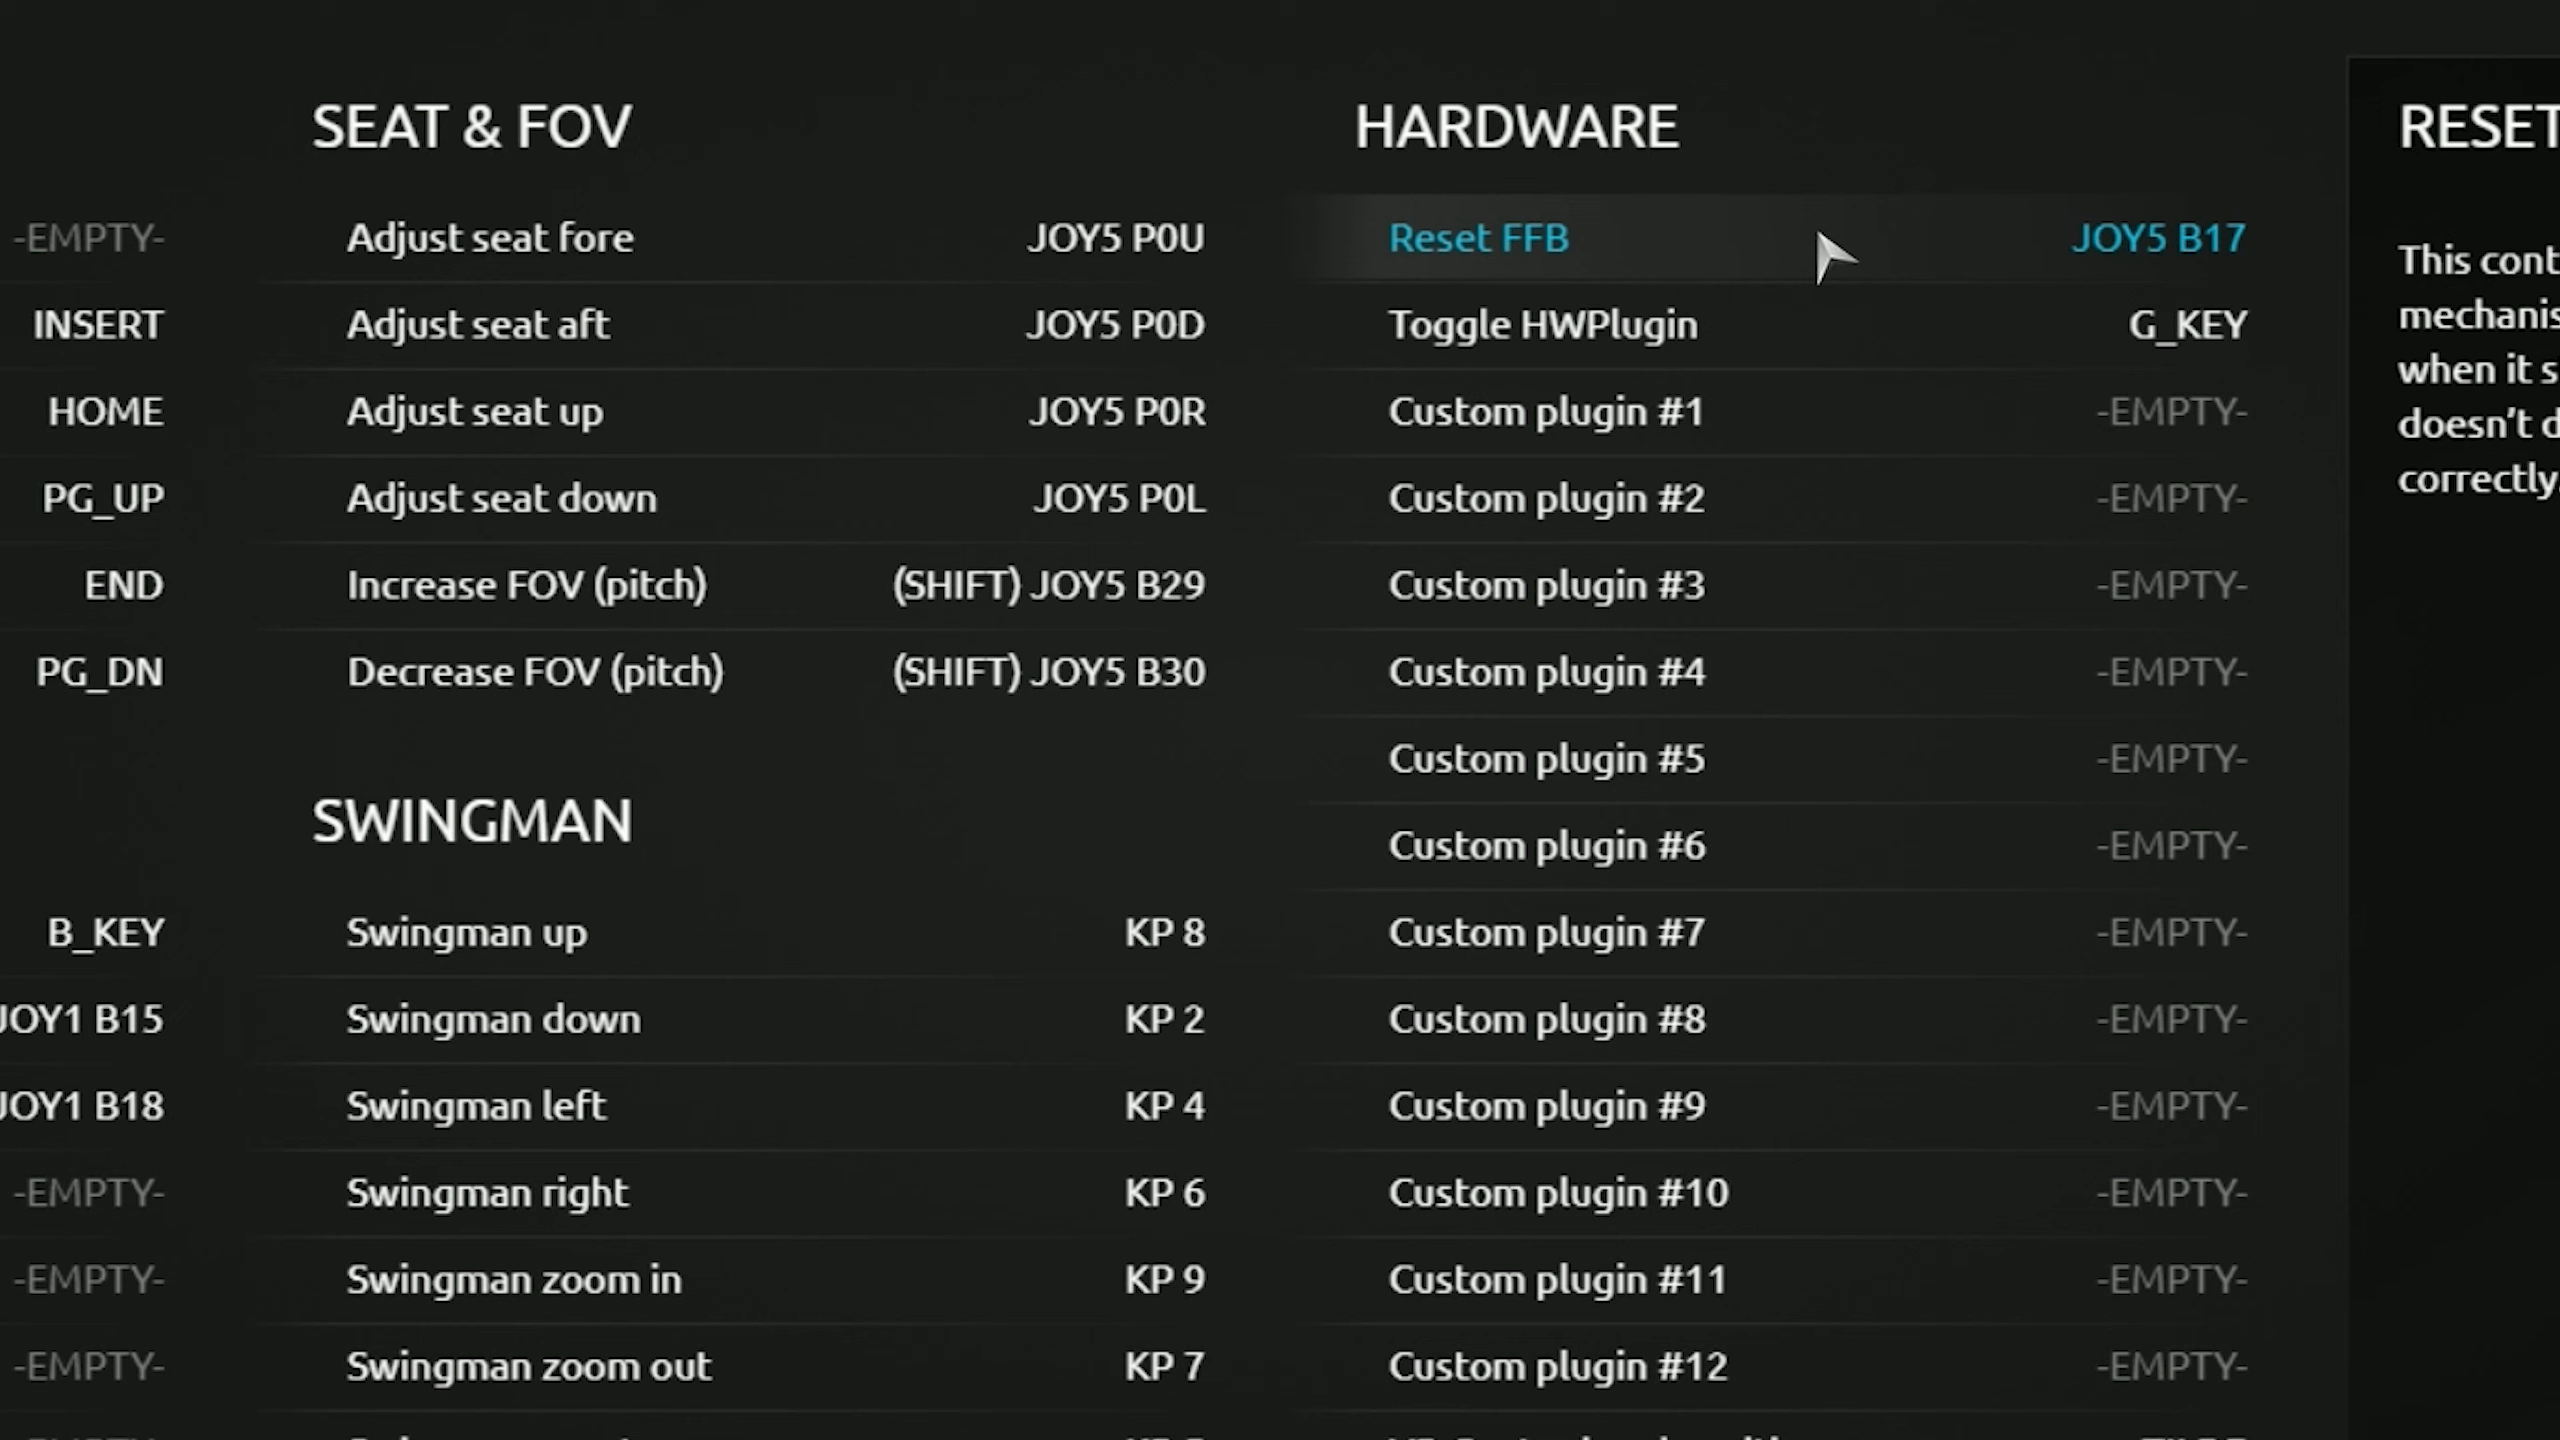 -EMPTY-
INSERT
HOME
PG_UP
END
PG_DN
B_KEY
JOY1 B15
JOY1 B18
-EMPTY-
-EMPTY-
-EMPTY-
SEAT & FOV
Adjust seat fore JOY5 P0U
Adjust seat aft JOY5 P0D
Adjust seat up JOY5 P0R
Adjust seat down JOY5 P0L
Increase FOV (pitch) (SHIFT) JOY5 B29
Decrease FOV (pitch) (SHIFT) JOY5 B30
SWINGMAN
Swingman up KP 8
Swingman down KP 2
Swingman left KP 4
Swingman right KP 6
Swingman zoom in KP 9
Swingman zoom out KP 7
HARDWARE
Reset FFB JOY5 B17
Toggle HWPlugin G_KEY
Custom plugin #1 -EMPTY-
Custom plugin #2 -EMPTY-
Custom plugin #3 -EMPTY-
Custom plugin #4 -EMPTY-
Custom plugin #5 -EMPTY-
Custom plugin #6 -EMPTY-
Custom plugin #7 -EMPTY-
Custom plugin #8 -EMPTY-
Custom plugin #9 -EMPTY-
Custom plugin #10 -EMPTY-
Custom plugin #11 -EMPTY-
Custom plugin #12 -EMPTY-
RESET
This cont
mechanis
when it s
doesn't d
correctly